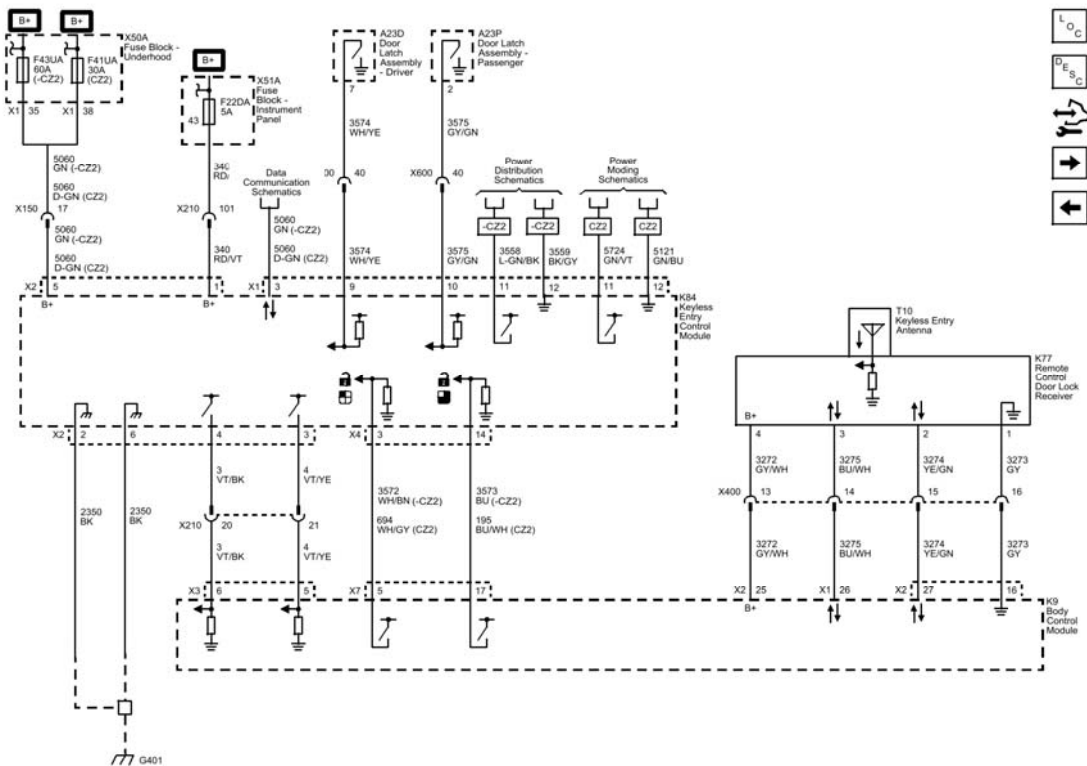 B+
B+
X50A
Fuse Block -
Underhood
F43UA
60A
(-CZ2)
F41UA
30A
(CZ2)
X1
35
X1
38
B+
X51A
Fuse
Block -
Instrument
Panel
F22DA
5A
43
A23D
Door
Latch
Assembly
- Driver
7
A23P
Door Latch
Assembly -
Passenger
2
L
O
C
D
E
S
C
3574
WH/YE
3575
GY/GN
5060
GN (-CZ2)
5060
D-GN (CZ2)
340
RD/
Data
Communication
Schematics
00
40
X600
40
Power
Distribution
Schematics
Power
Moding
Schematics
X150
17
X210
101
5060
GN (-CZ2)
5060
D-GN (CZ2)
340
RD/VT
5060
GN (-CZ2)
5060
D-GN (CZ2)
3574
WH/YE
3575
GY/GN
-CZ2
-CZ2
CZ2
CZ2
3558
L-GN/BK
3559
BK/GY
5724
GN/VT
5121
GN/BU
X2
5
1
X1
3
9
10
11
12
11
12
B+
B+
K84
Keyless
Entry
Control
Module
T10
Keyless Entry
Antenna
K77
Remote
Control
Door Lock
Receiver
B+
X2
2
6
4
3
X4
3
14
4
3
2
1
3
VT/BK
4
VT/YE
3572
WH/BN (-CZ2)
694
WH/GY (CZ2)
3573
BU (-CZ2)
195
BU/WH (CZ2)
3272
GY/WH
3275
BU/WH
3274
YE/GN
3273
GY
2350
BK
2350
BK
X210
20
21
X400
13
14
15
16
3
VT/BK
4
VT/YE
3272
GY/WH
3275
BU/WH
3274
YE/GN
3273
GY
X3
6
5
X7
5
17
X2
25
X1
26
X2
27
16
B+
K9
Body
Control
Module
G401